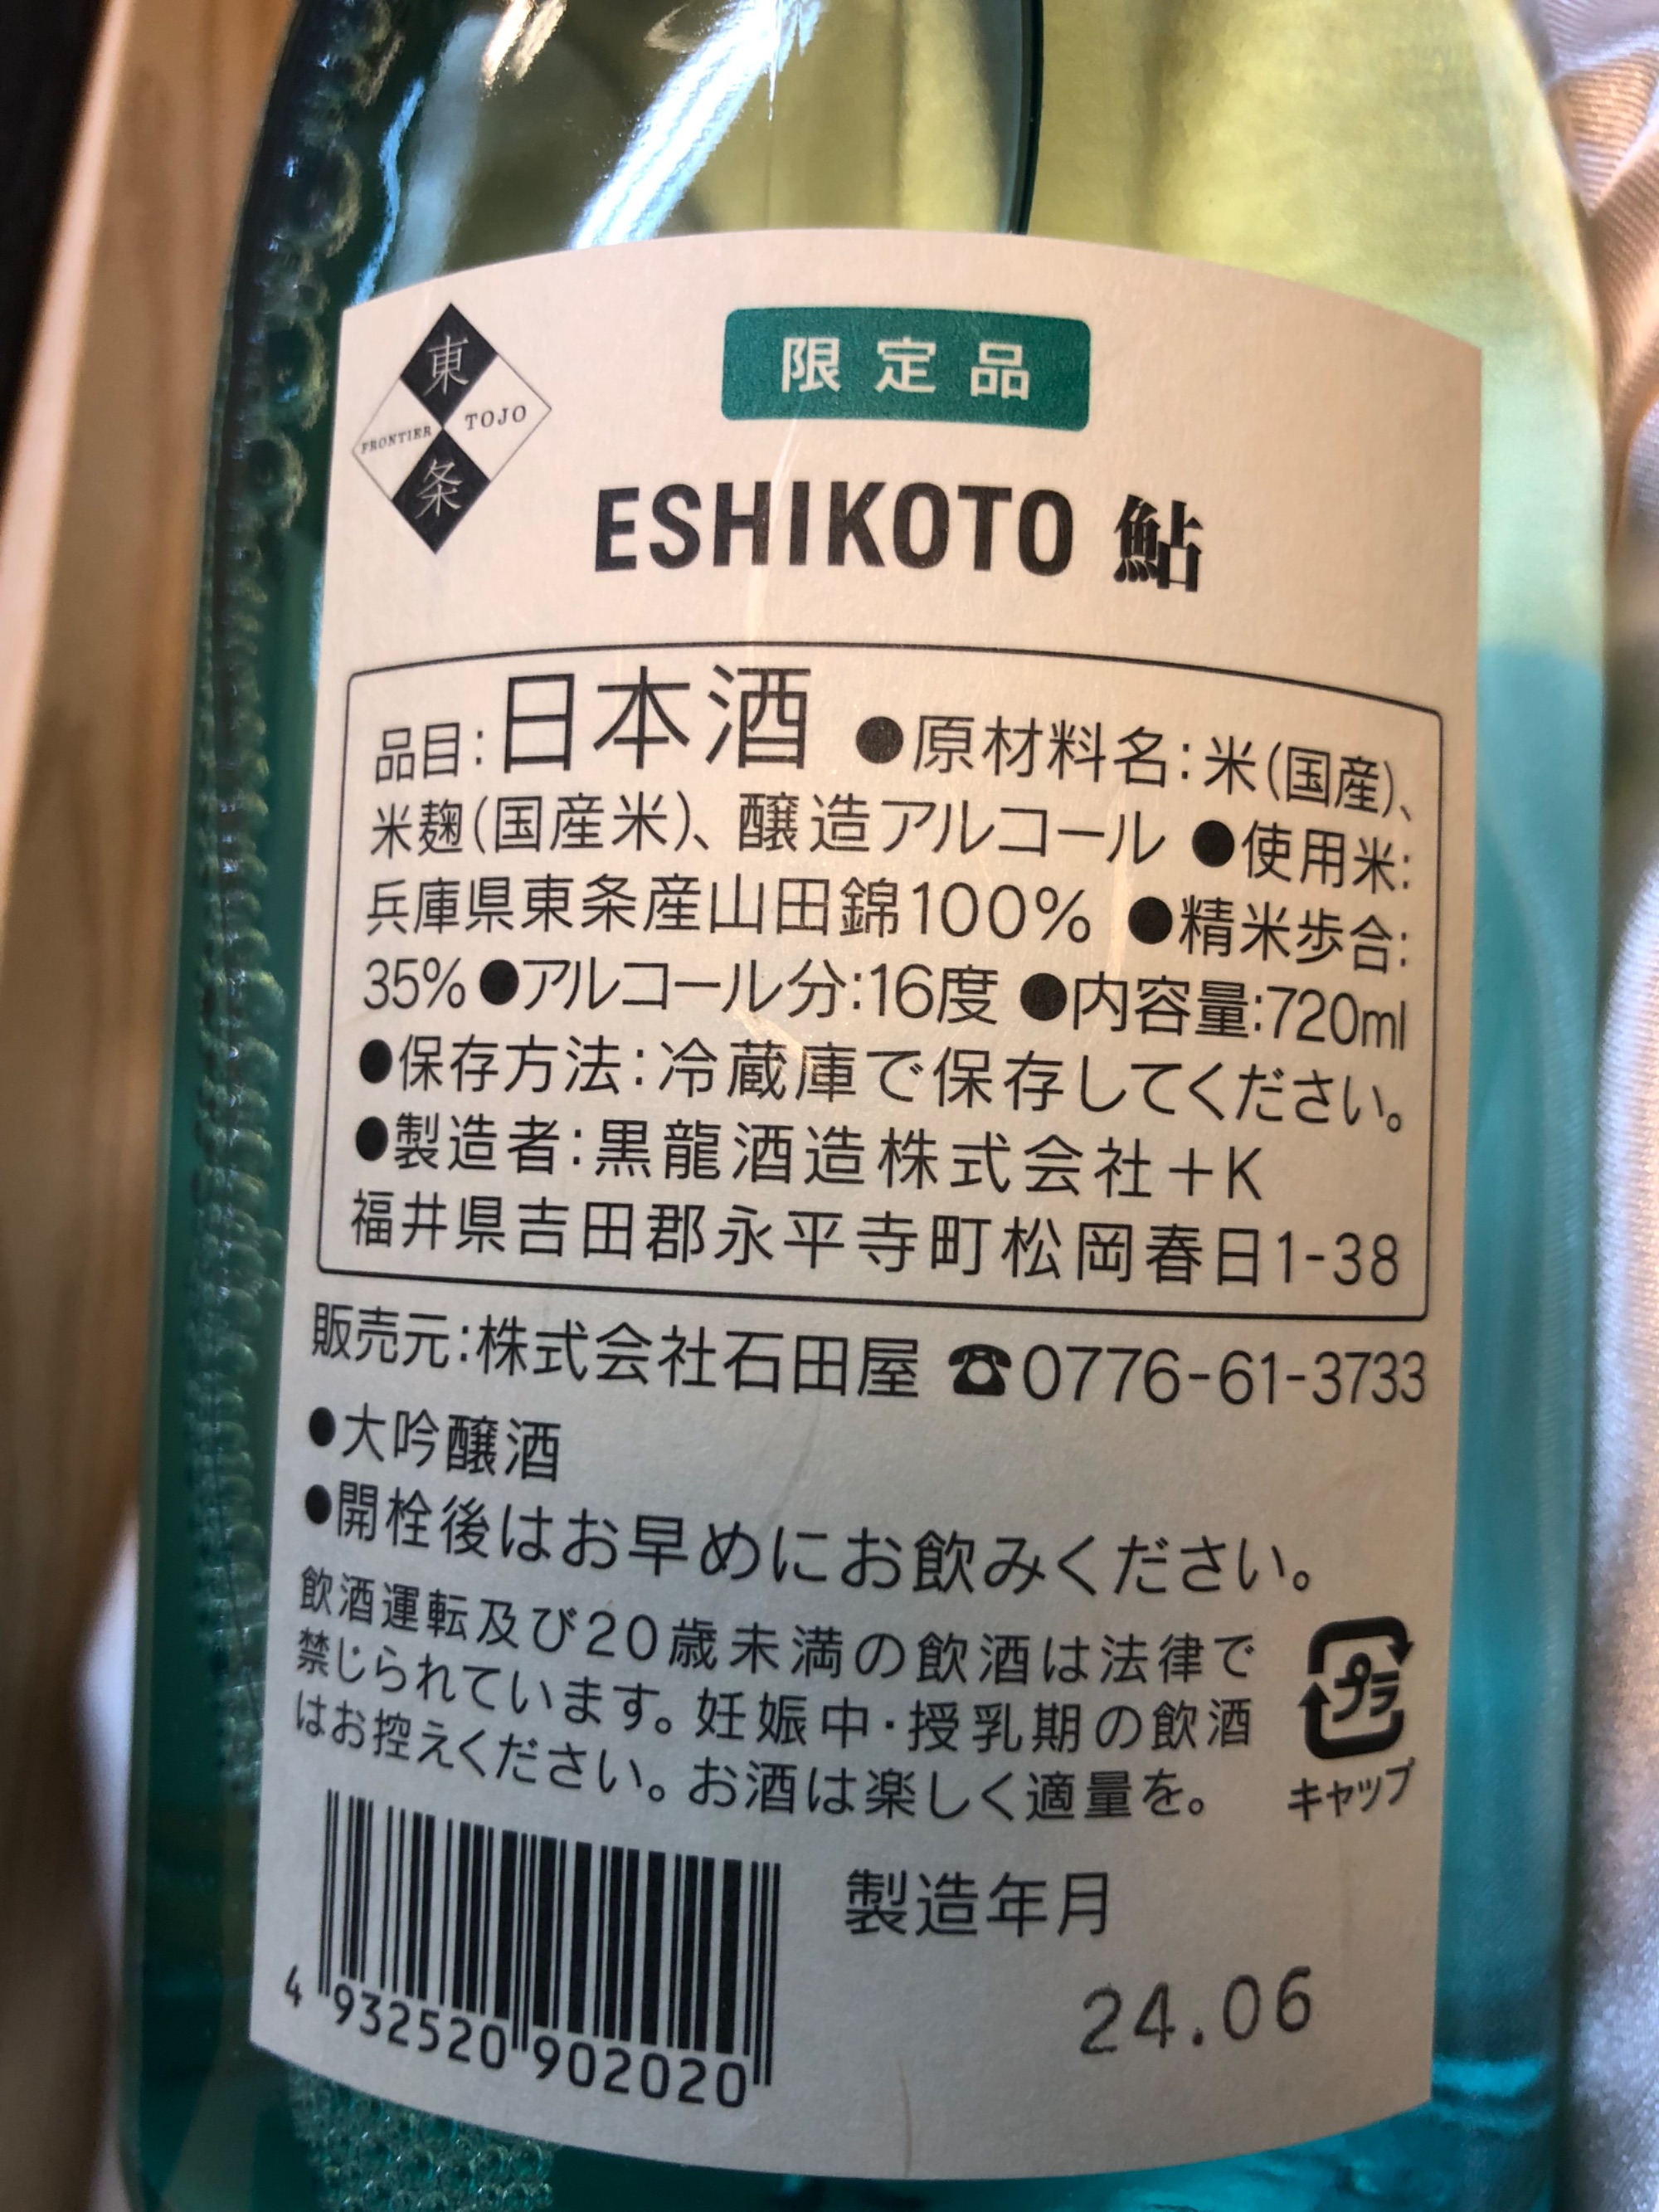 東
FRONTIER TOJO
条
限定品
ESHIKOTO 鮎
品目:日本酒 ●原材料名:米(国産)、
米麹(国産米)、醸造アルコール ●使用米:
兵庫県東条産山田錦100% ●精米歩合:
35% ●アルコール分:16度 ●内容量:720ml
●保存方法:冷蔵庫で保存してください。
●製造者:黒龍酒造株式会社+K
福井県吉田郡永平寺町松岡春日1-38
販売元:株式会社石田屋 ☎0776-61-3733
●大吟醸酒
●開栓後はお早めにお飲みください。
飲酒運転及び20歳未満の飲酒は法律で
禁じられています。妊娠中・授乳期の飲酒
はお控えください。お酒は楽しく適量を。
プラ
キャップ
4 932520 902020
製造年月
24.06